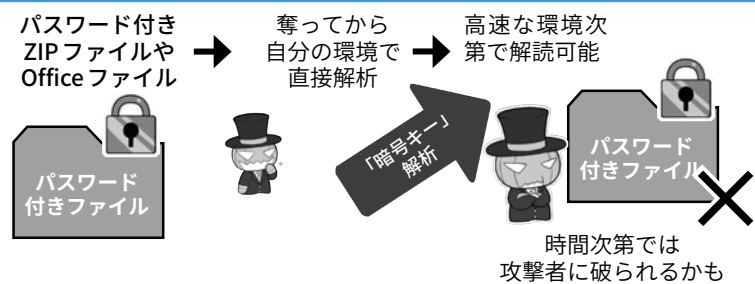 パスワード付き
ZIPファイルや
Officeファイル
奪ってから
自分の環境で
直接解析
高速な環境次
第で解読可能
パスワード
付きファイル
「暗号キー」
解析
パスワード
付きファイル
時間次第では
攻撃者に破られるかも